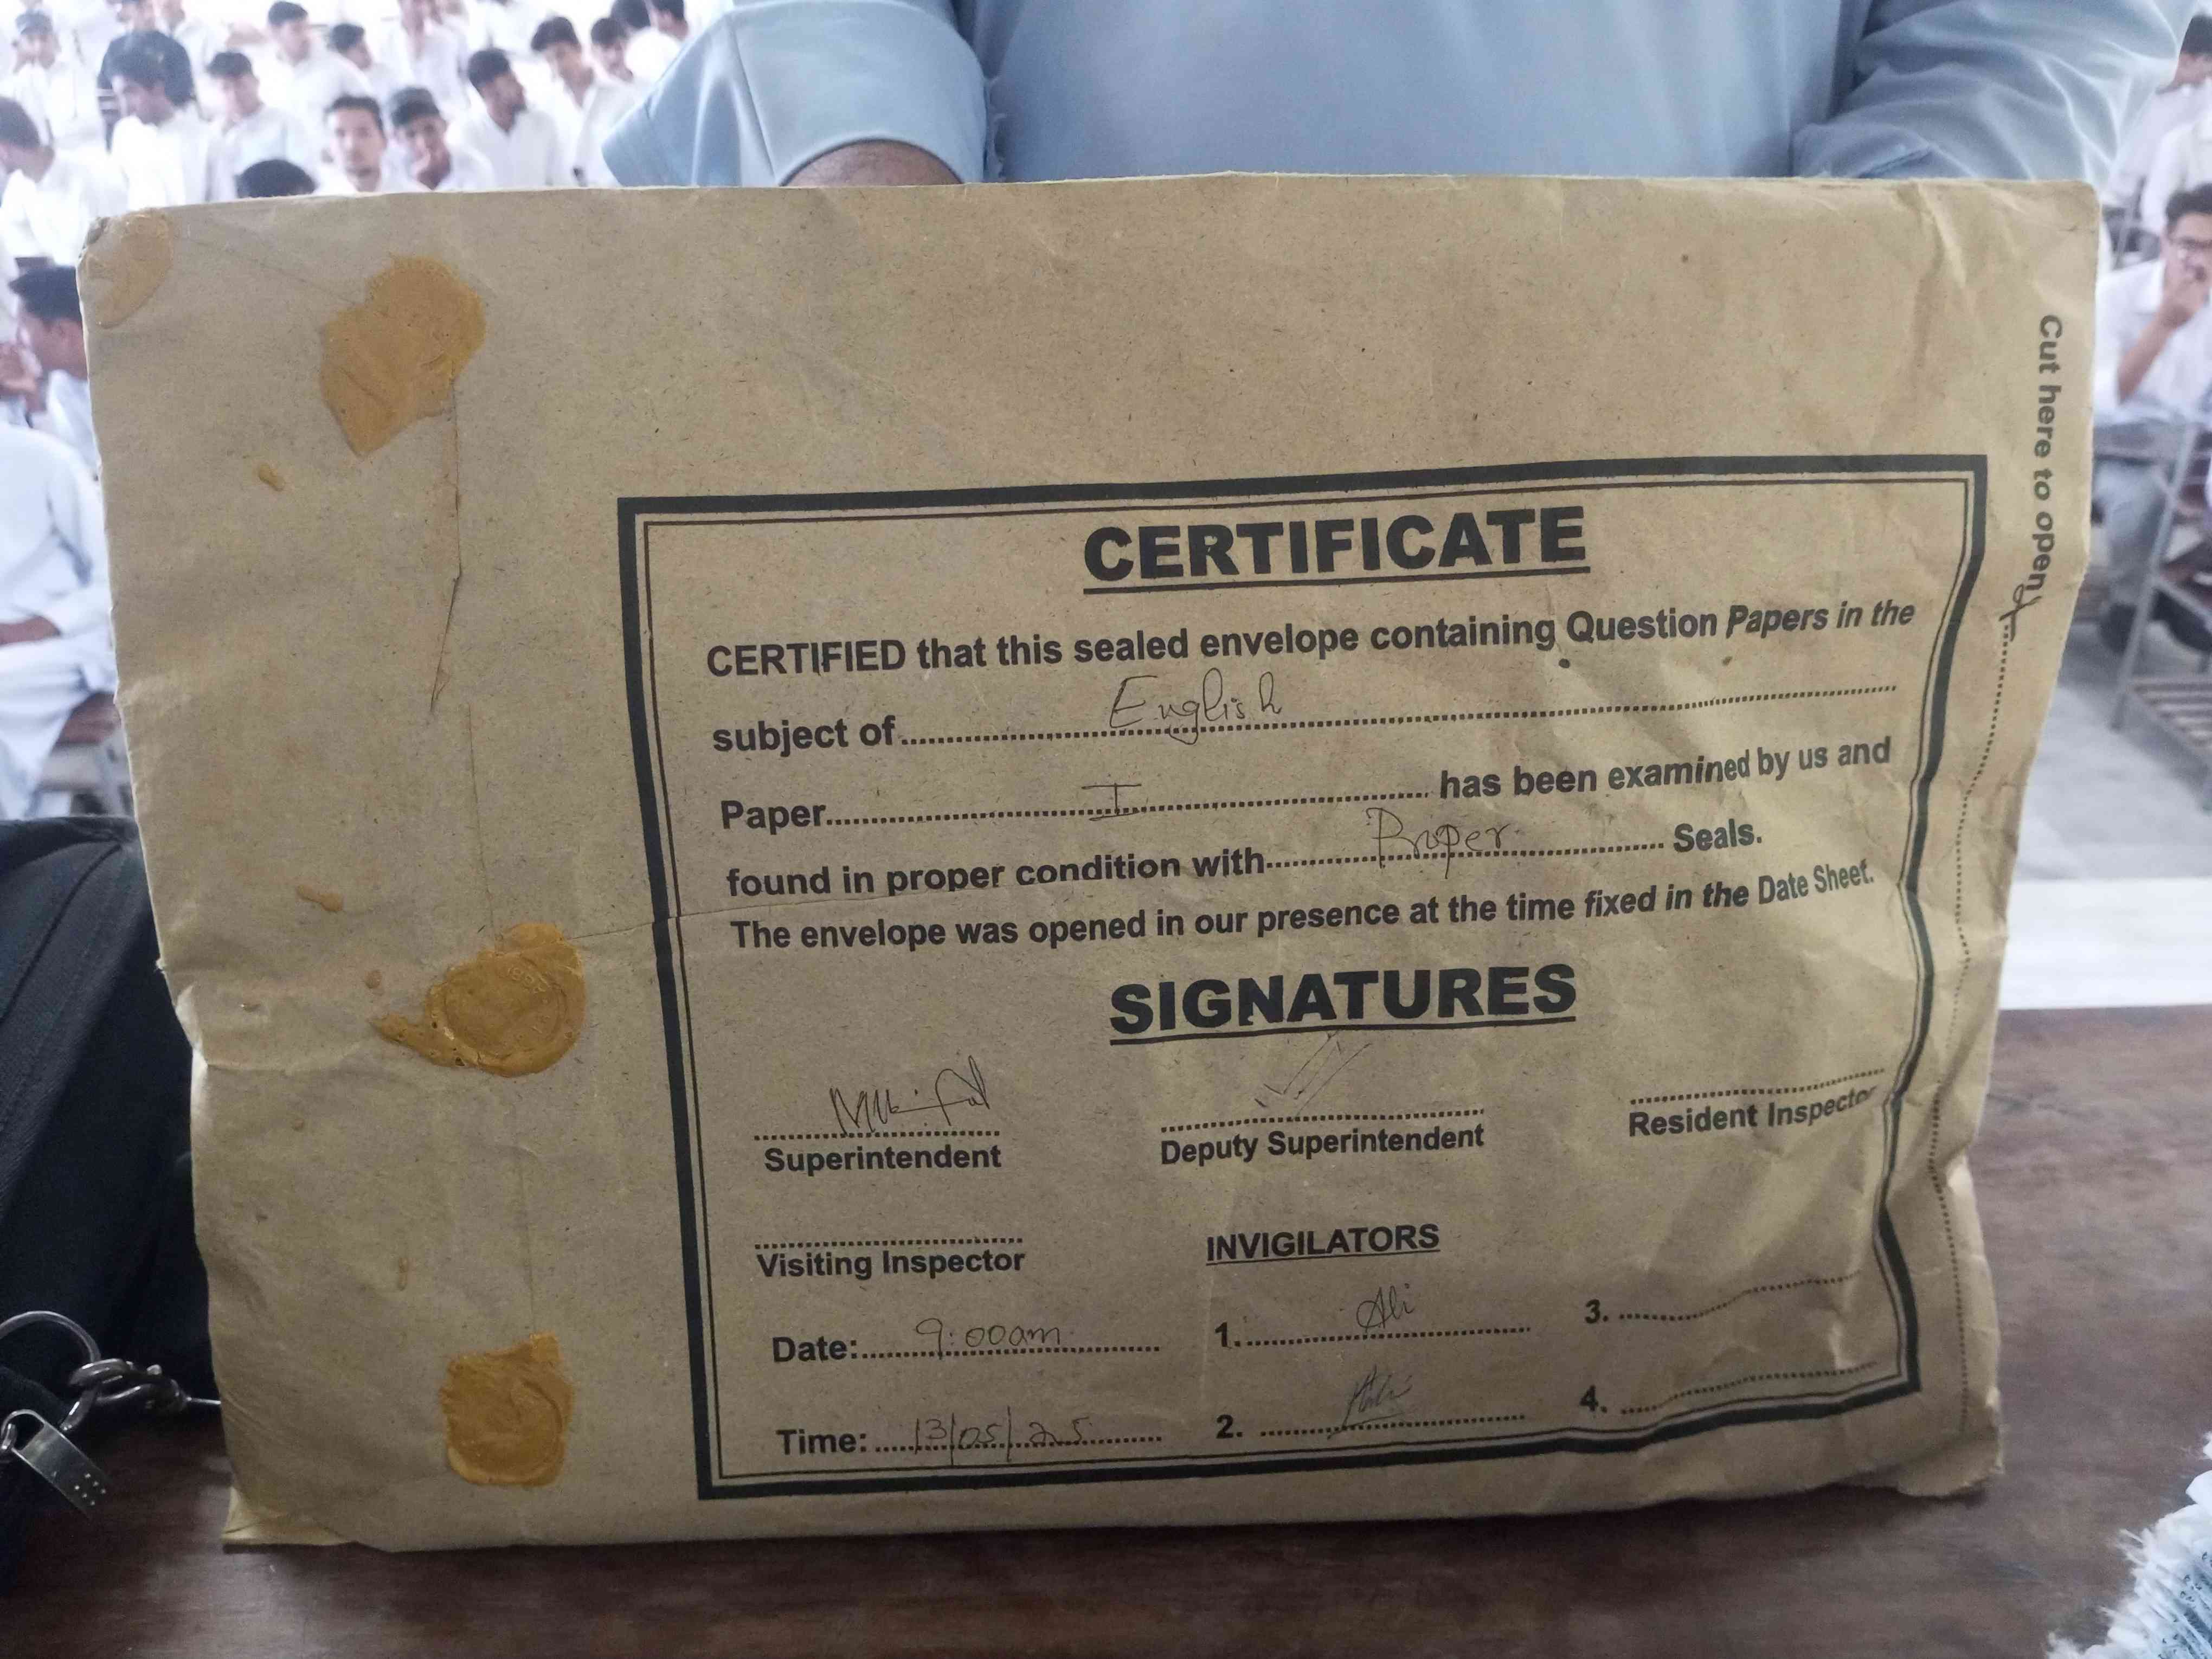 Cut here to open
CERTIFICATE
CERTIFIED that this sealed envelope containing Question Papers in the
subject of English
Paper I has been examined by us and
found in proper condition with Proper Seals.
The envelope was opened in our presence at the time fixed in the Date Sheet.
SIGNATURES
Superintendent Deputy Superintendent Resident Inspector
Visiting Inspector INVIGILATORS
Date: 9:00am 1. Ali 3.
Time: 13/05/25 2. 4.